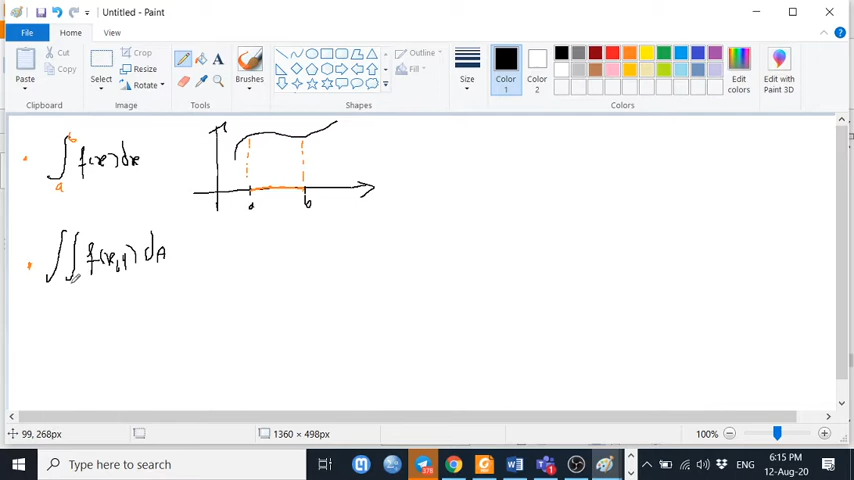 Untitled - Paint
File
Home
View
Paste
Cut
Copy
Clipboard
Select
Crop
Resize
Rotate
Image
A
Tools
Brushes
Outline
Fill
Shapes
Size
Color 1
Color 2
Colors
Edit colors
Edit with Paint 3D
∫ b a f(x)dx
a b
∫∫ f(x,y) dA
99, 268px
1360 × 498px
100%
Type here to search
378
1
ENG
6:15 PM
12-Aug-20